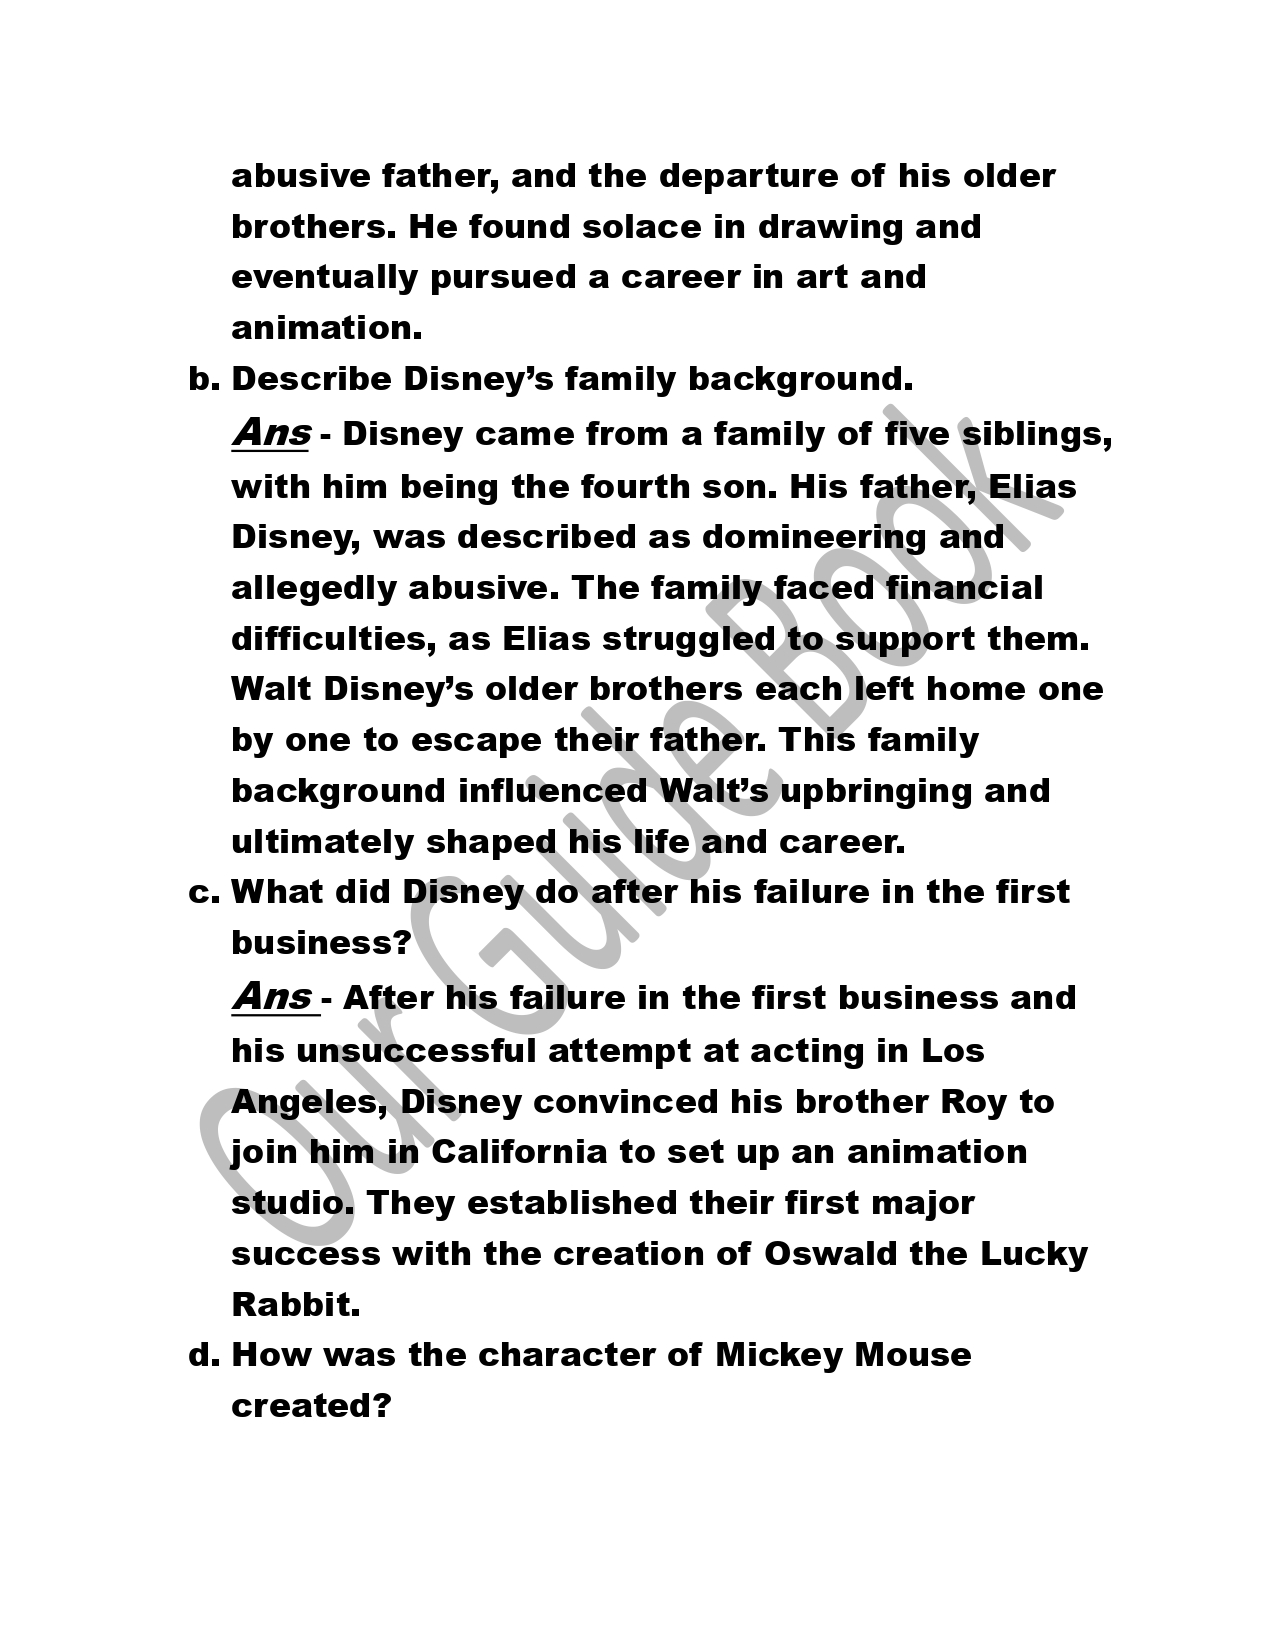 abusive father, and the departure of his older
brothers. He found solace in drawing and
eventually pursued a career in art and
animation.
b. Describe Disney’s family background.
Ans - Disney came from a family of five siblings,
with him being the fourth son. His father, Elias
Disney, was described as domineering and
allegedly abusive. The family faced financial
difficulties, as Elias struggled to support them.
Walt Disney’s older brothers each left home one
by one to escape their father. This family
background influenced Walt’s upbringing and
ultimately shaped his life and career.
c. What did Disney do after his failure in the first
business?
Ans - After his failure in the first business and
his unsuccessful attempt at acting in Los
Angeles, Disney convinced his brother Roy to
join him in California to set up an animation
studio. They established their first major
success with the creation of Oswald the Lucky
Rabbit.
d. How was the character of Mickey Mouse
created?
Our Guide Book